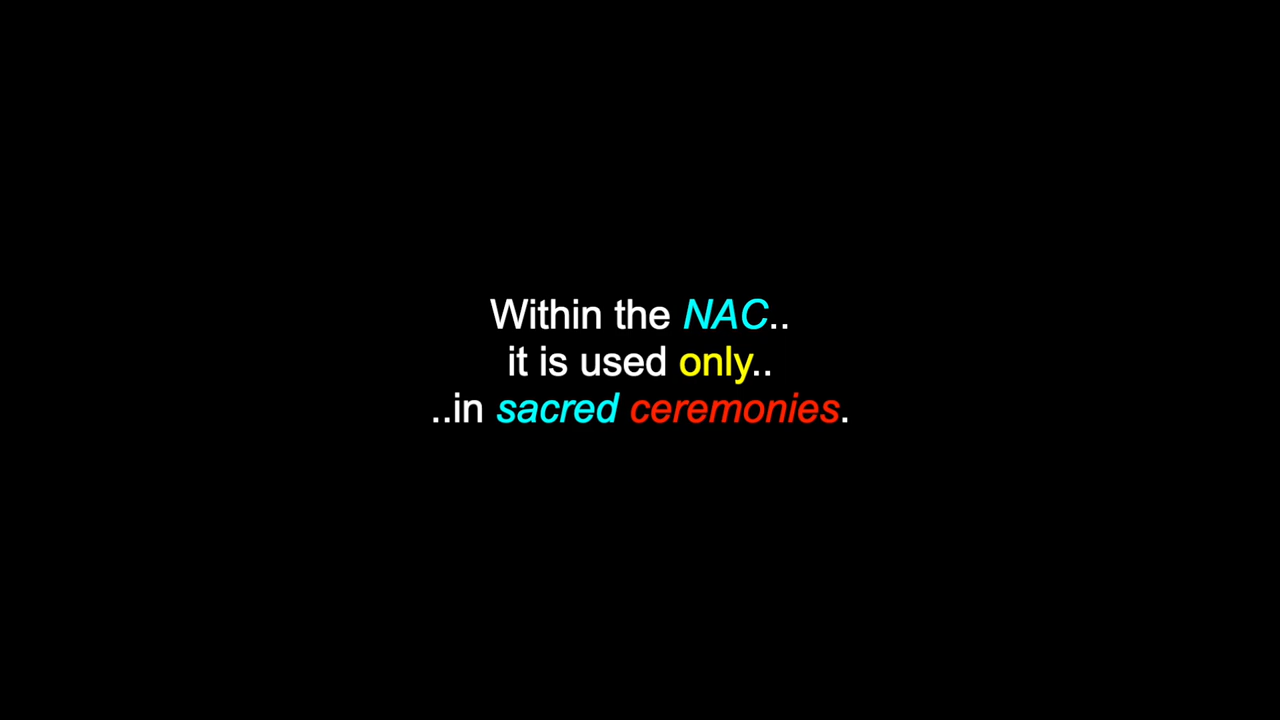 Within the NAC..
it is used only..
..in sacred ceremonies.